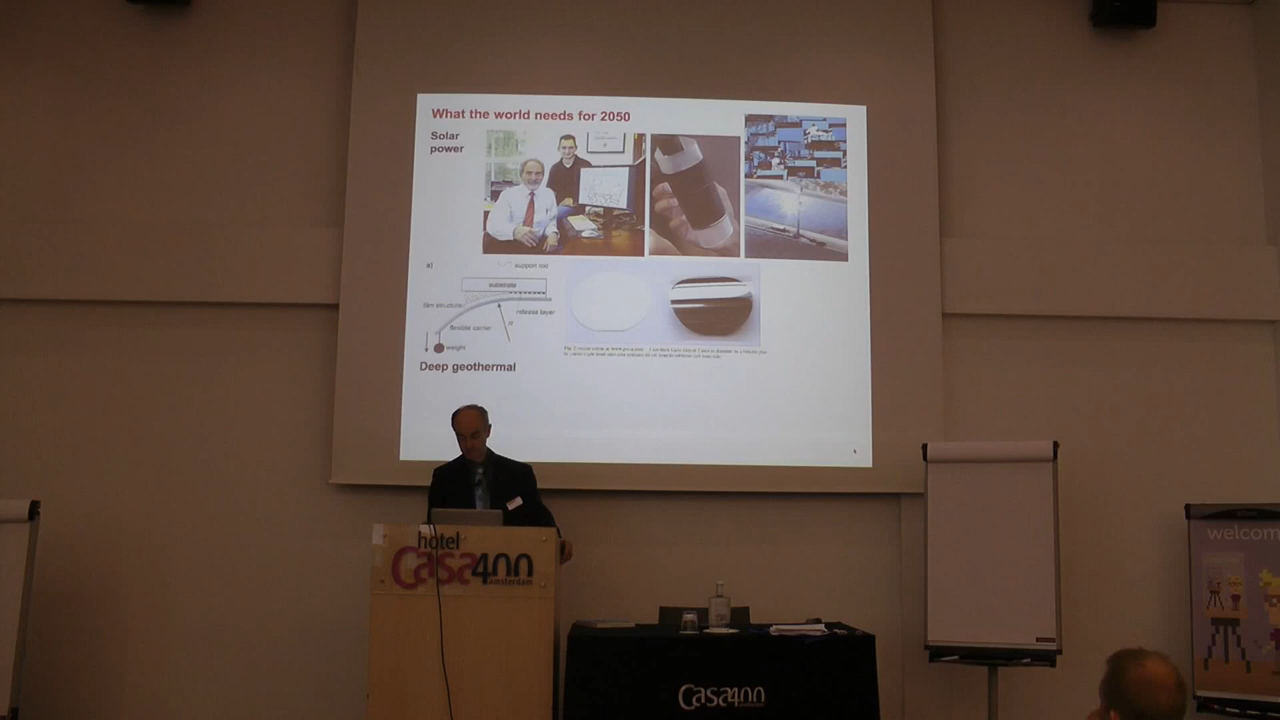 What the world needs for 2050
Solar
power
a)
support rod
substrate
film structure
release layer
flexible carrier
R
weight
Deep geothermal
hotel
Casa400
amsterdam
Casa400
amsterdam
welcom